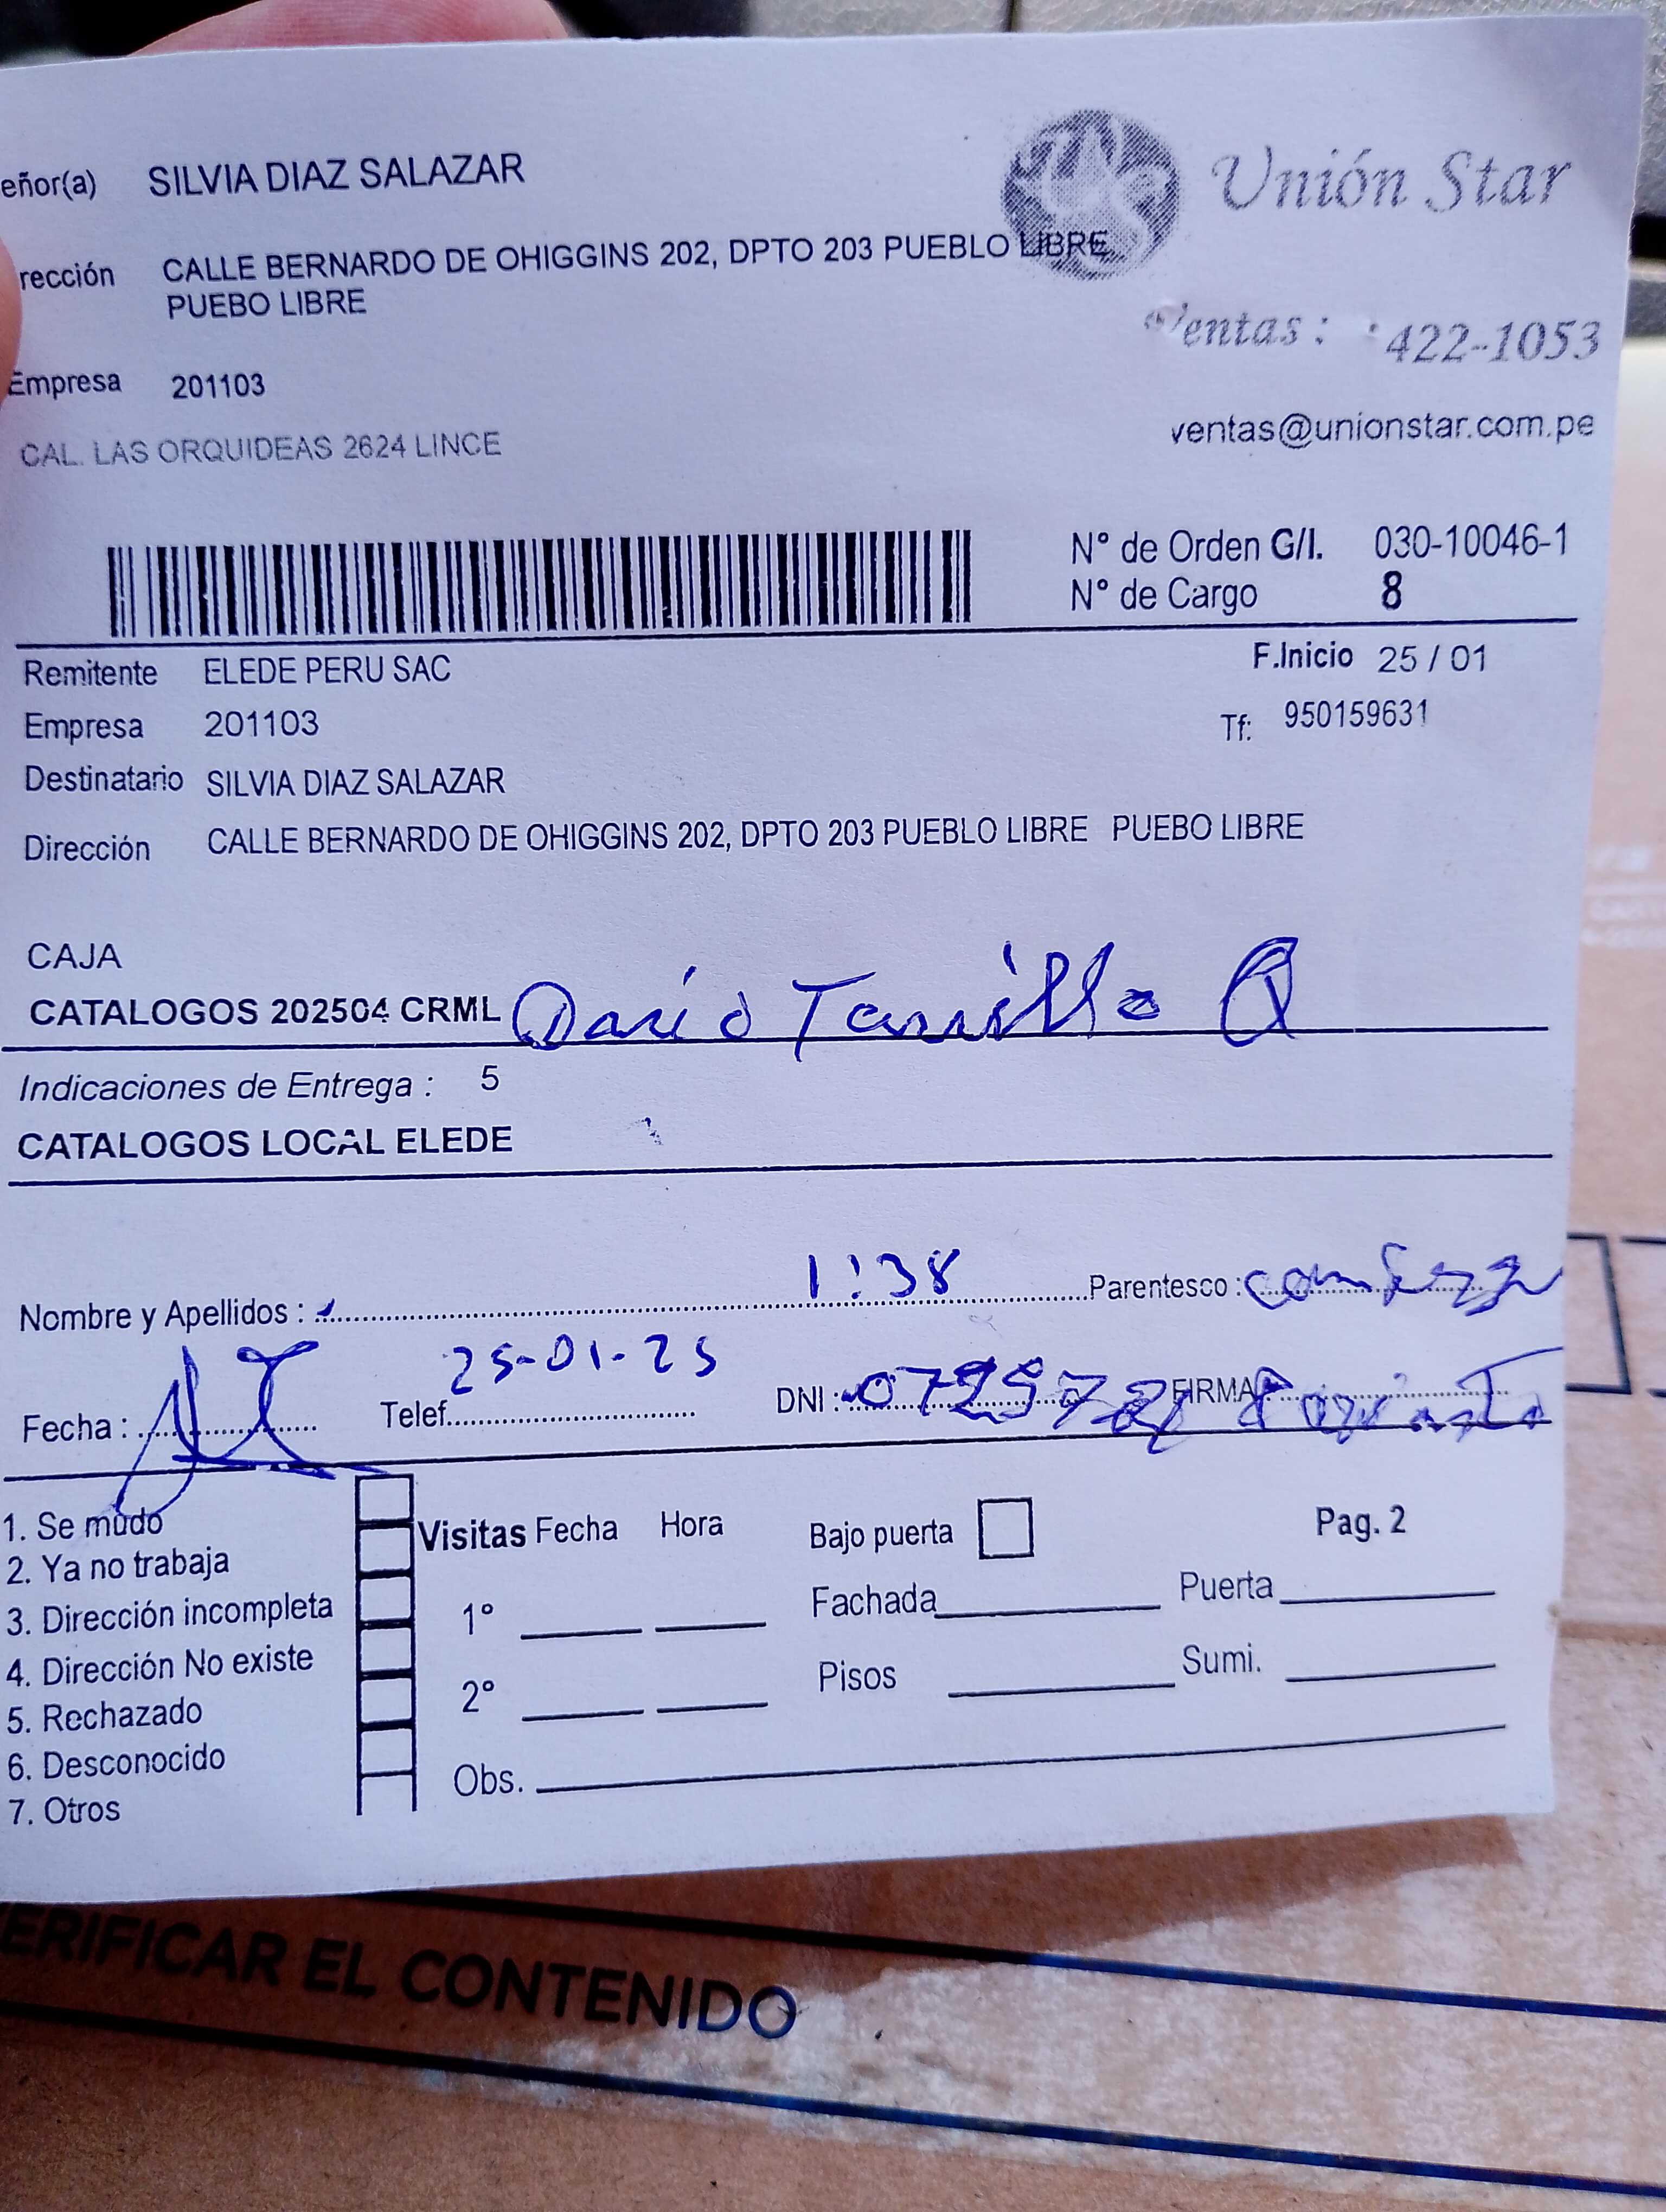 eñor(a) SILVIA DIAZ SALAZAR
Unión Star
rección CALLE BERNARDO DE OHIGGINS 202, DPTO 203 PUEBLO LIBRE
PUEBO LIBRE
Ventas : : 422-1053
Empresa 201103
ventas@unionstar.com.pe
CAL. LAS ORQUIDEAS 2624 LINCE
N° de Orden G/I. 030-10046-1
N° de Cargo 8
Remitente ELEDE PERU SAC F.Inicio 25 / 01
Empresa 201103 Tf: 950159631
Destinatario SILVIA DIAZ SALAZAR
Dirección CALLE BERNARDO DE OHIGGINS 202, DPTO 203 PUEBLO LIBRE PUEBO LIBRE
CAJA
CATALOGOS 202504 CRML Darío Tarrillo Q
Indicaciones de Entrega : 5
CATALOGOS LOCAL ELEDE
Nombre y Apellidos : 1:38 Parentesco :
Fecha : Telef. 25-01-25 DNI : FIRMA
1. Se mudo
2. Ya no trabaja
3. Dirección incompleta
4. Dirección No existe
5. Rechazado
6. Desconocido
7. Otros
Visitas Fecha Hora Bajo puerta Pag. 2
1° Fachada Puerta
2° Pisos Sumi.
Obs.
ERIFICAR EL CONTENIDO